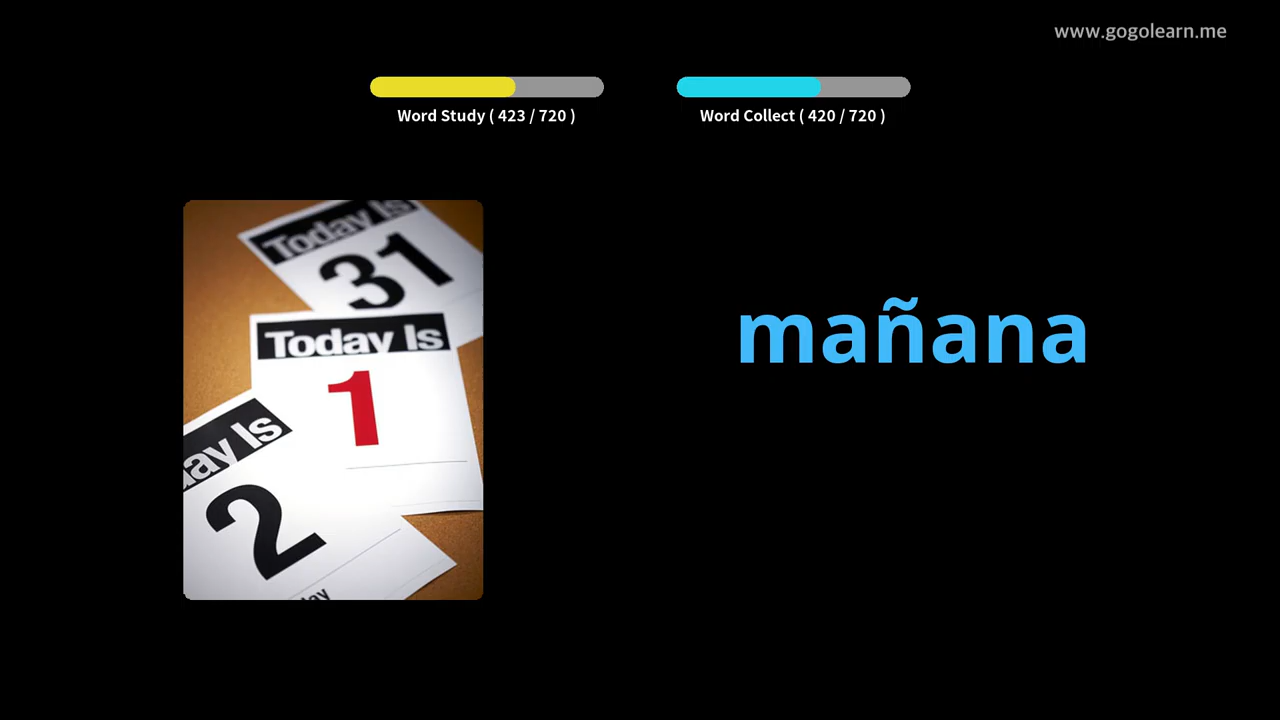 www.gogolearn.me
Word Study ( 423 / 720 )
Word Collect ( 420 / 720 )
Today Is
31
Today Is
1
mañana
ay Is
2